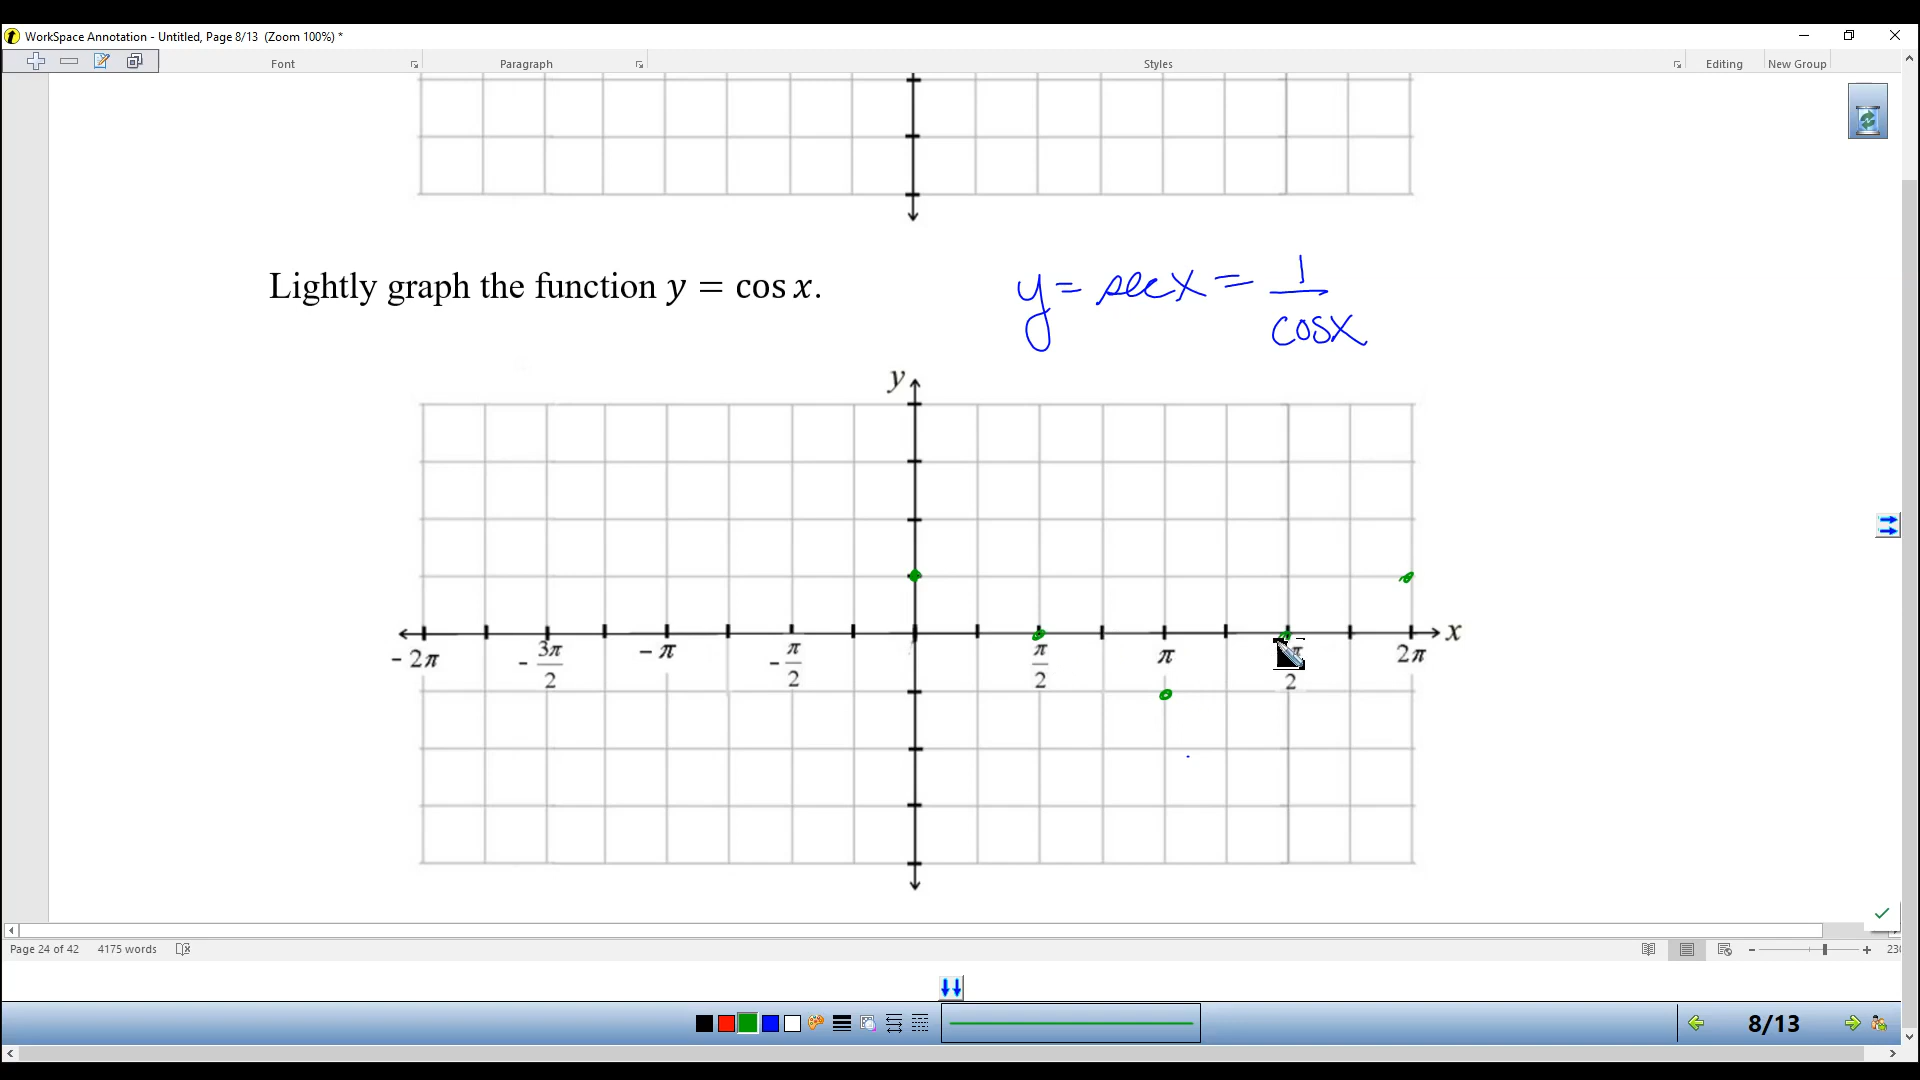 WorkSpace Annotation - Untitled, Page 8/13 (Zoom 100%) *
Font Paragraph Styles Editing New Group
Lightly graph the function y = cos x.
y = sec x = 1/cos x
y
x
- 2π - 3π/2 - π - π/2 π/2 π π/2 2π
Page 24 of 42 4175 words
8/13